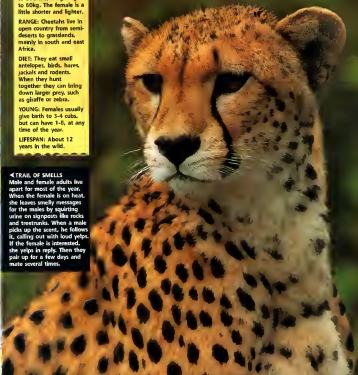 to 60kg. The female is a
little shorter and lighter.
RANGE: Cheetahs live in
open country from semi-
deserts to grasslands,
mainly in south and east
Africa.
DIET: They eat small
antelopes, birds, hares,
jackals and rodents.
When they hunt
together they can bring
down larger prey, such
as giraffe or zebra.
YOUNG: Females usually
give birth to 3-4 cubs,
but can have 1-8, at any
time of the year.
LIFESPAN: About 12
years in the wild.
◄ TRAIL OF SMELLS
Male and female adults live
apart for most of the year.
When the female is on heat,
she leaves smelly messages
for the males by squirting
urine on signposts like rocks
and treetrunks. When a male
picks up the scent, he follows
it, calling out with loud yelps.
If the female is interested,
she yelps in reply. Then they
pair up for a few days and
mate several times.